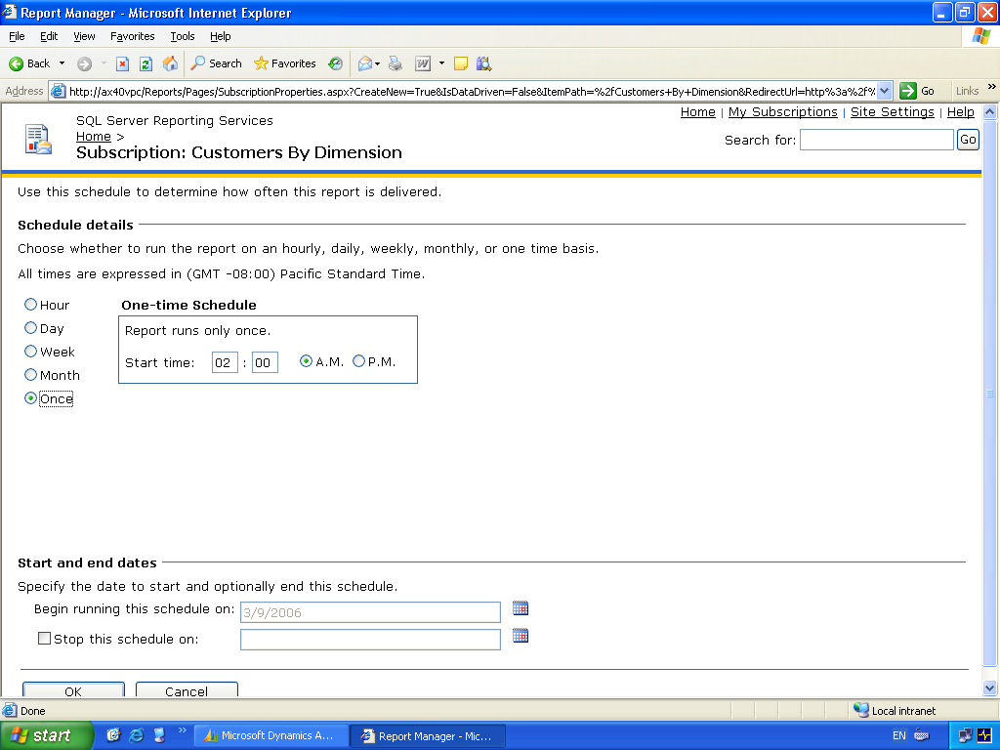 Report Manager - Microsoft Internet Explorer
File Edit View Favorites Tools Help
Back Search Favorites
Address http://ax40vpc/Reports/Pages/SubscriptionProperties.aspx?CreateNew=True&IsDataDriven=False&ItemPath=%2fCustomers+By+Dimension&RedirectUrl=http%3a%2f% Go Links »
Home | My Subscriptions | Site Settings | Help
SQL Server Reporting Services
Home >
Subscription: Customers By Dimension
Search for: Go
Use this schedule to determine how often this report is delivered.
Schedule details
Choose whether to run the report on an hourly, daily, weekly, monthly, or one time basis.
All times are expressed in (GMT -08:00) Pacific Standard Time.
Hour
Day
Week
Month
Once
One-time Schedule
Report runs only once.
Start time: 02 : 00 A.M. P.M.
Start and end dates
Specify the date to start and optionally end this schedule.
Begin running this schedule on: 3/9/2006
Stop this schedule on:
OK Cancel
Done Local intranet
start » Microsoft Dynamics A... Report Manager - Mic... EN